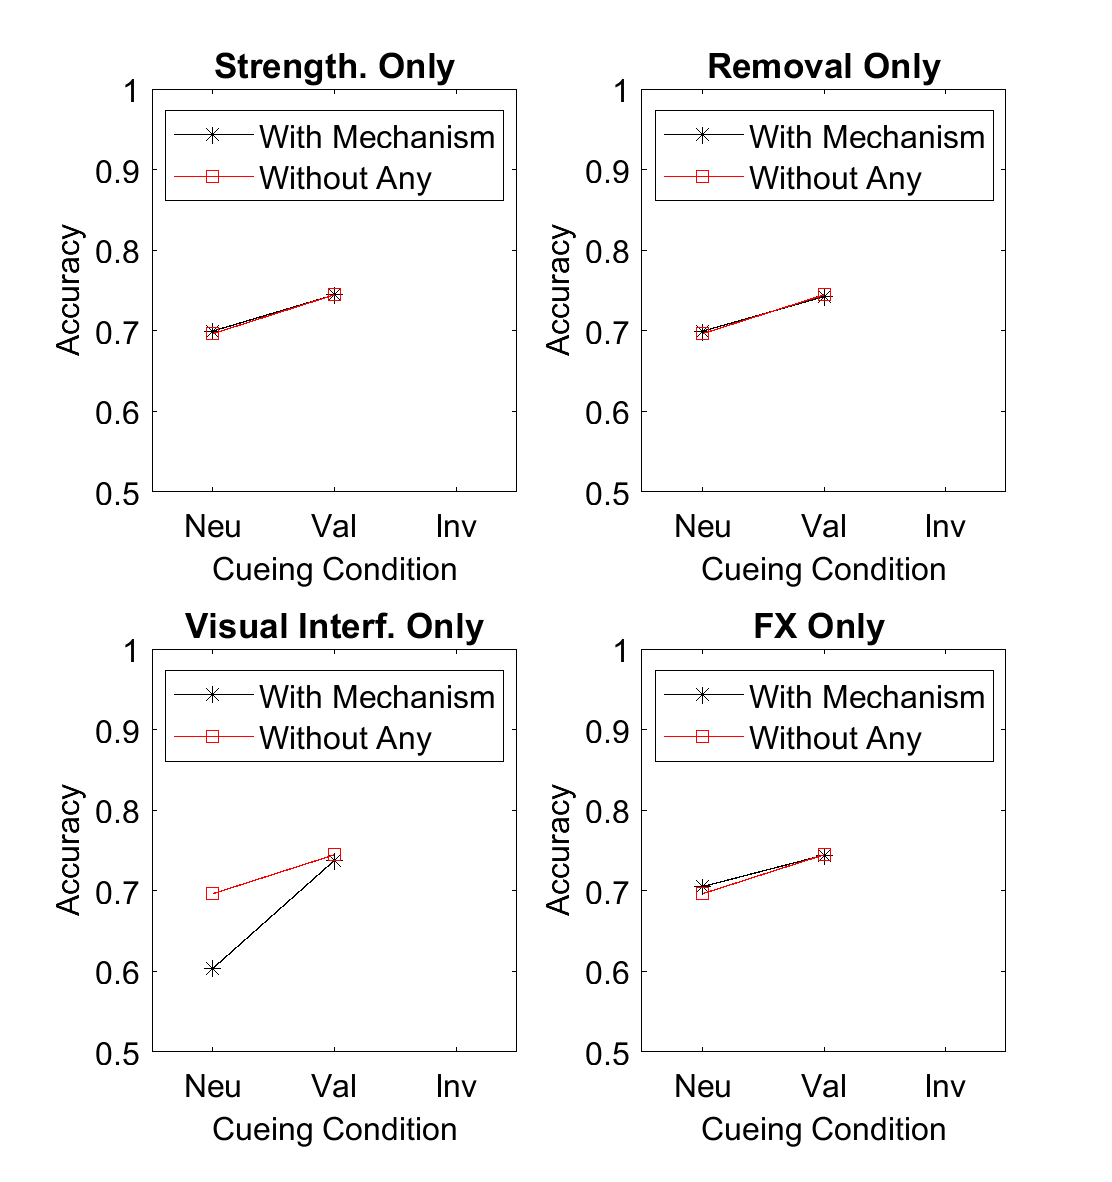 Strength. Only
1
0.9
0.8
0.7
0.6
0.5
Accuracy
With Mechanism
Without Any
Neu Val Inv
Cueing Condition
Removal Only
1
0.9
0.8
0.7
0.6
0.5
Accuracy
With Mechanism
Without Any
Neu Val Inv
Cueing Condition
Visual Interf. Only
1
0.9
0.8
0.7
0.6
0.5
Accuracy
With Mechanism
Without Any
Neu Val Inv
Cueing Condition
FX Only
1
0.9
0.8
0.7
0.6
0.5
Accuracy
With Mechanism
Without Any
Neu Val Inv
Cueing Condition